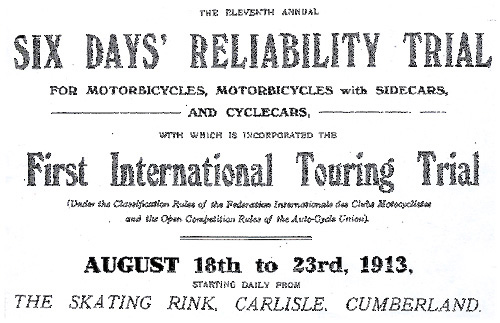 THE ELEVENTH ANNUAL
SIX DAYS' RELIABILITY TRIAL
FOR MOTORBICYCLES, MOTORBICYCLES with SIDECARS,
AND CYCLECARS,
WITH WHICH IS INCORPORATED THE
First International Touring Trial
(Under the Classification Rules of the Federation Internationale des Clubs Motocyclistes
and the Open Competition Rules of the Auto-Cycle Union).
AUGUST 18th to 23rd, 1913,
STARTING DAILY FROM
THE SKATING RINK, CARLISLE, CUMBERLAND.